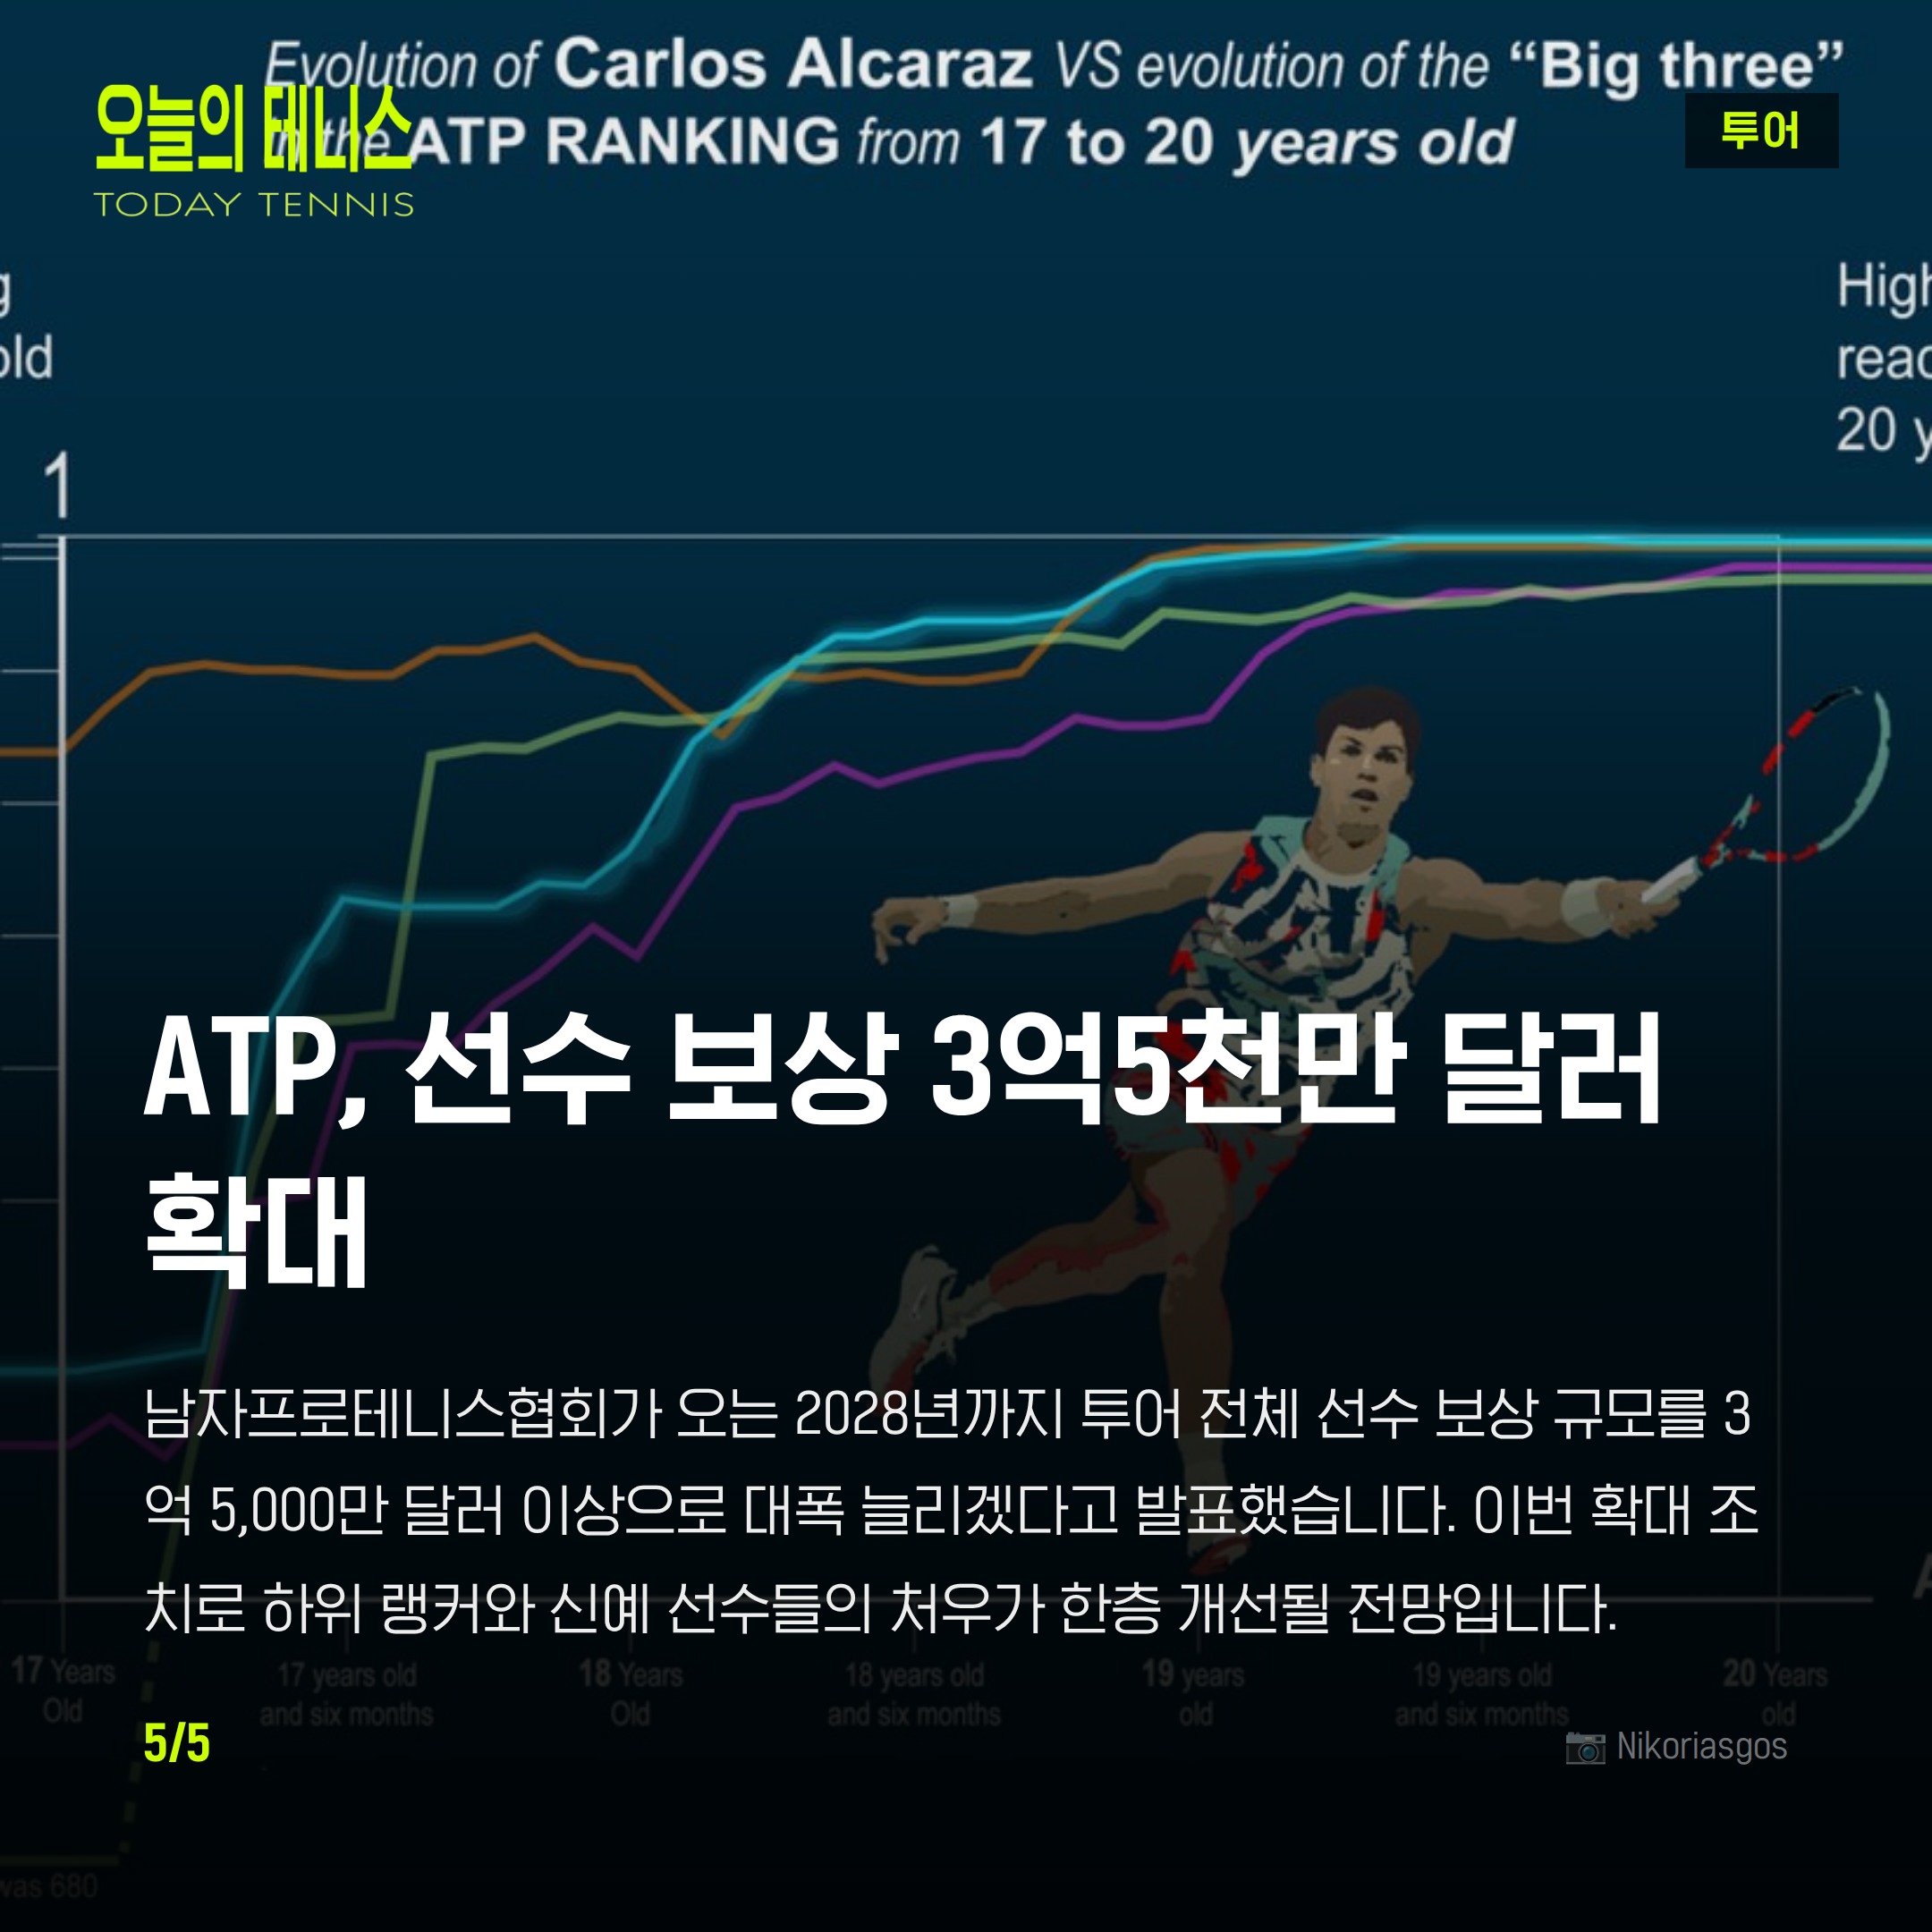 Evolution of Carlos Alcaraz VS evolution of the “Big three”
in the ATP RANKING from 17 to 20 years old
오늘의 테니스
TODAY TENNIS
투어
old
20
1
ATP, 선수 보상 3억5천만 달러
확대
남자프로테니스협회가 오는 2028년까지 투어 전체 선수 보상 규모를 3
억 5,000만 달러 이상으로 대폭 늘리겠다고 발표했습니다. 이번 확대 조
치로 하위 랭커와 신예 선수들의 처우가 한층 개선될 전망입니다.
17 Years
Old
17 years old
and six months
18 Years
Old
18 years old
and six months
19 years
old
19 years old
and six months
20 Years
old
5/5
Nikoriasgos
was 680